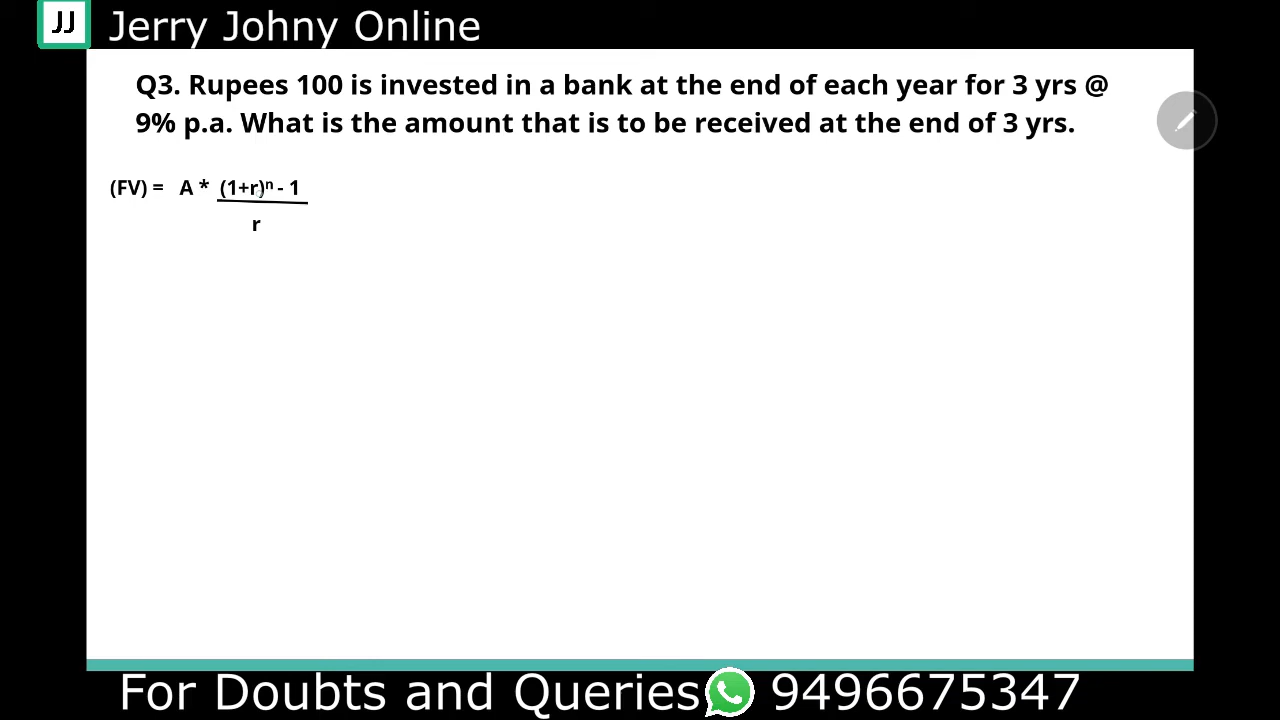 JJ Jerry Johny Online
Q3. Rupees 100 is invested in a bank at the end of each year for 3 yrs @
9% p.a. What is the amount that is to be received at the end of 3 yrs.
(FV) = A * (1+r)ⁿ - 1
r
For Doubts and Queries 9496675347